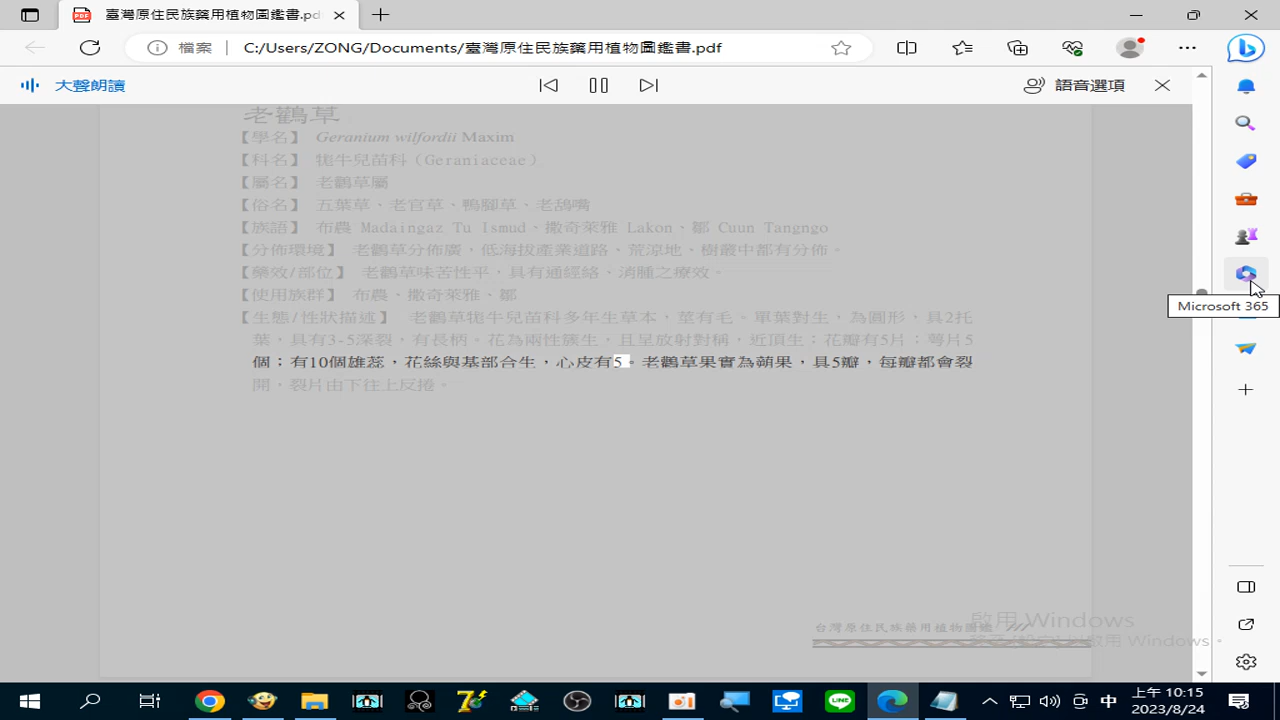 臺灣原住民族藥用植物圖鑑書.pd
檔案
C:/Users/ZONG/Documents/臺灣原住民族藥用植物圖鑑書.pdf
大聲朗讀
語音選項
老鸛草
【學名】 Geranium wilfordii Maxim
【科名】 牻牛兒苗科（Geraniaceae）
【屬名】 老鸛草屬
【俗名】 五葉草、老官草、鴨腳草、老鴰嘴
【族語】 布農 Madaingaz Tu Ismud、撒奇萊雅 Lakon、鄒 Cuun Tangngo
【分佈環境】 老鸛草分佈廣，低海拔產業道路、荒涼地、樹叢中都有分佈。
【藥效/部位】 老鸛草味苦性平，具有通經絡、消腫之療效。
【使用族群】 布農、撒奇萊雅、鄒
【生態/性狀描述】 老鸛草牻牛兒苗科多年生草本，莖有毛。單葉對生，為圓形，具2托
葉，具有3-5深裂，有長柄。花為兩性簇生，且呈放射對稱，近頂生；花瓣有5片；萼片5
個；有10個雄蕊，花絲與基部合生，心皮有5。老鸛草果實為蒴果，具5瓣，每瓣都會裂
開，裂片由下往上反捲。
Microsoft 365
台灣原住民族藥用植物圖鑑
啟用 Windows
啟用 Windows。
中
上午 10:15
2023/8/24